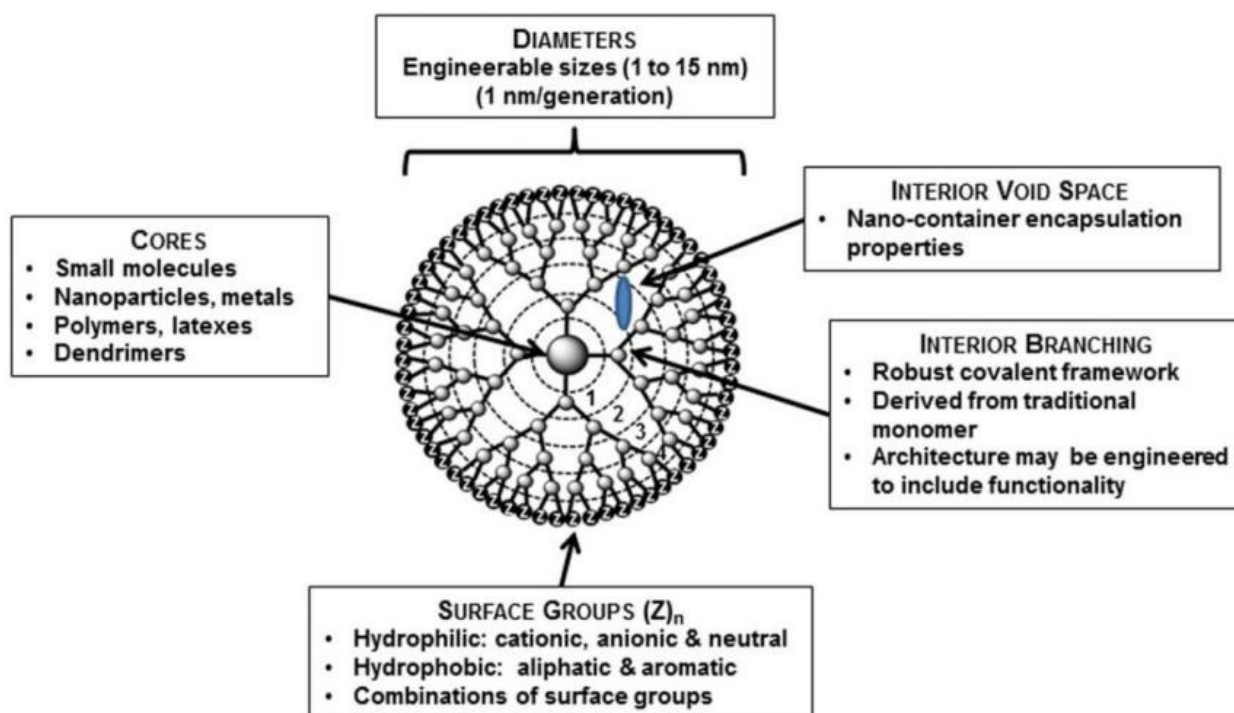 DIAMETERS
Engineerable sizes (1 to 15 nm)
(1 nm/generation)
INTERIOR VOID SPACE
• Nano-container encapsulation
properties
CORES
• Small molecules
• Nanoparticles, metals
• Polymers, latexes
• Dendrimers
INTERIOR BRANCHING
• Robust covalent framework
• Derived from traditional
monomer
• Architecture may be engineered
to include functionality
1
2
3
SURFACE GROUPS (Z)n
• Hydrophilic: cationic, anionic & neutral
• Hydrophobic: aliphatic & aromatic
• Combinations of surface groups